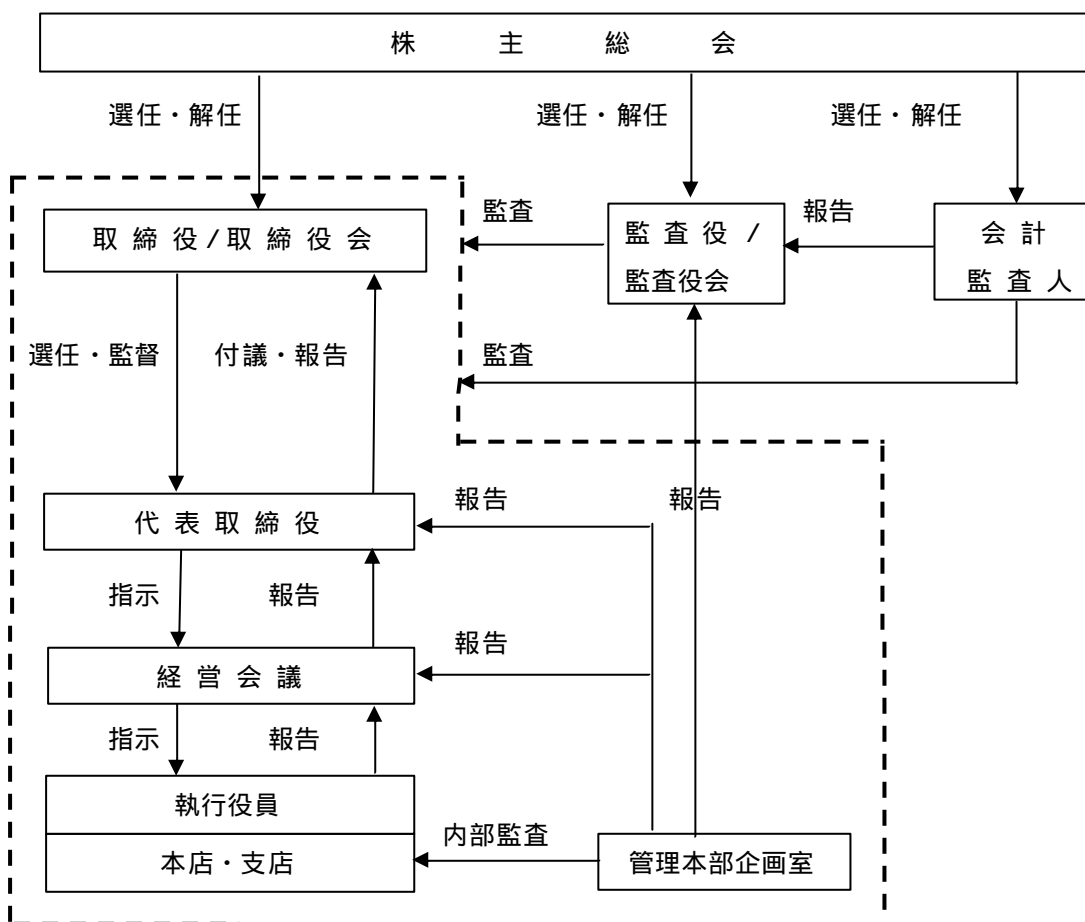 株 主 総 会
選任・解任 選任・解任 選任・解任
取 締 役 / 取 締 役 会
監査
監 査 役 /
監査役会
報告
会 計
監 査 人
選任・監督 付議・報告
監査
代 表 取 締 役
報告
報告
指示 報告
経 営 会 議
報告
指示 報告
執行役員
本店・支店
内部監査
管理本部企画室